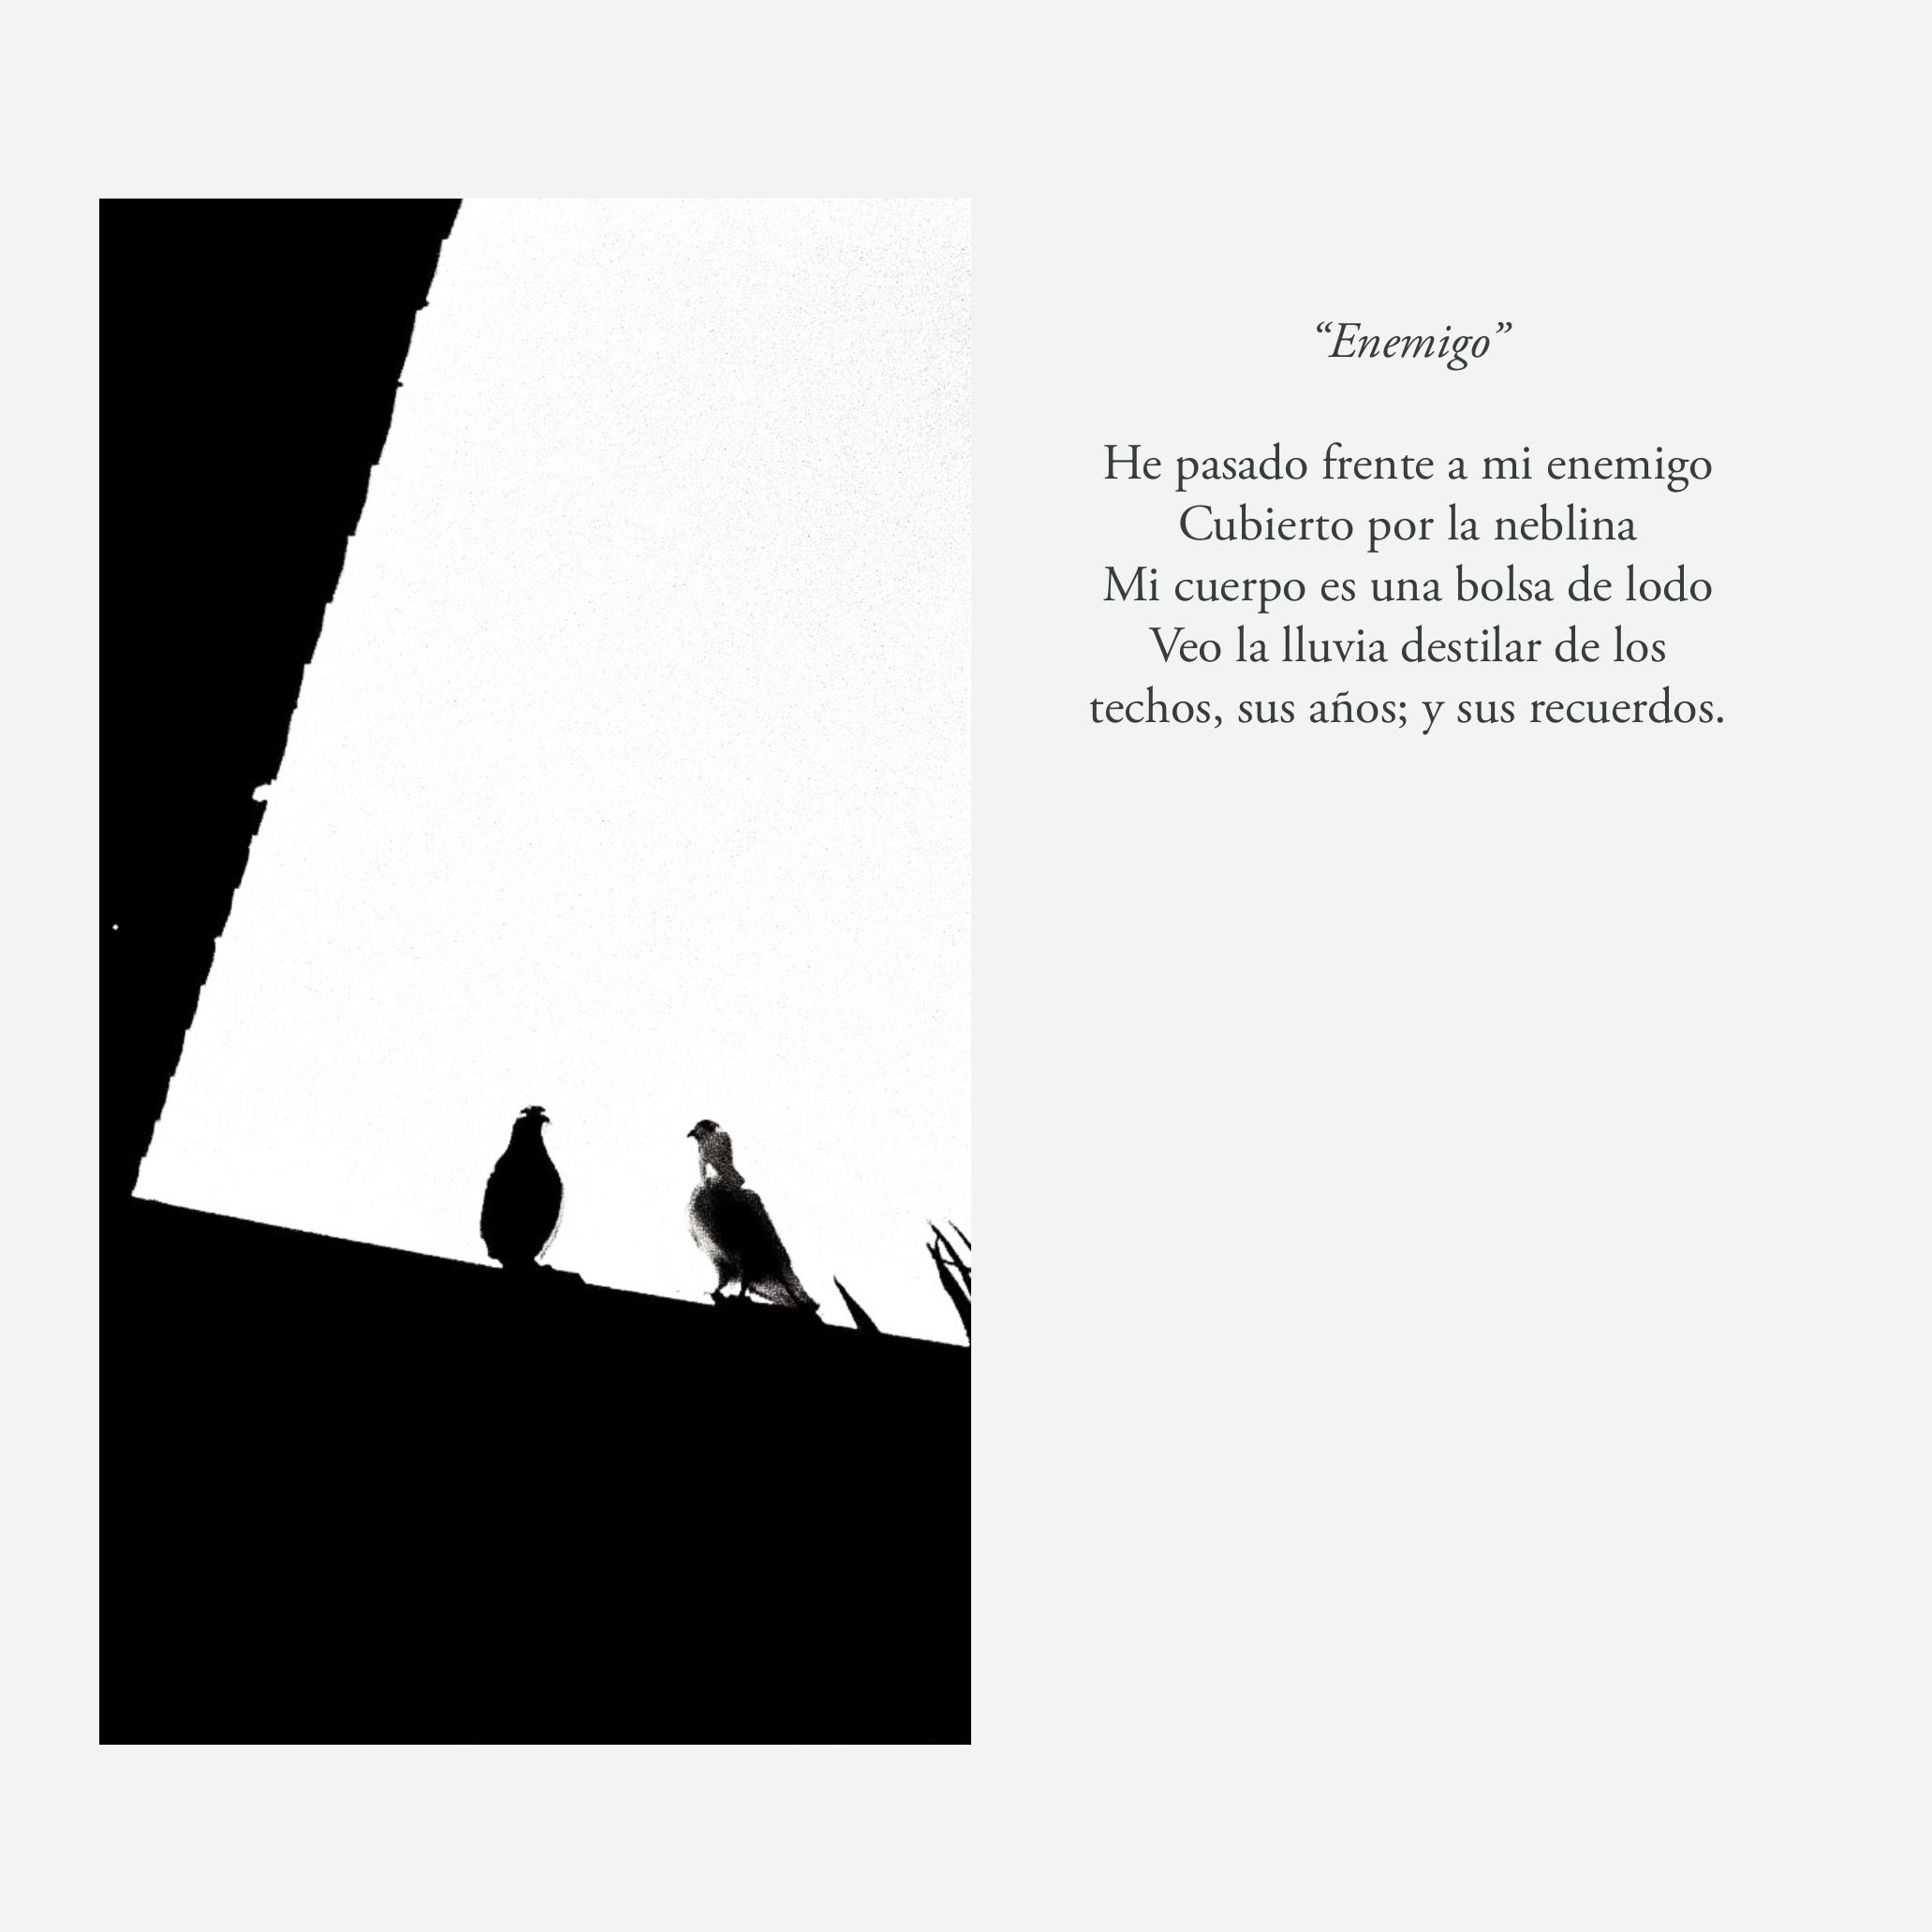 “Enemigo”
He pasado frente a mi enemigo
Cubierto por la neblina
Mi cuerpo es una bolsa de lodo
Veo la lluvia destilar de los
techos, sus años; y sus recuerdos.